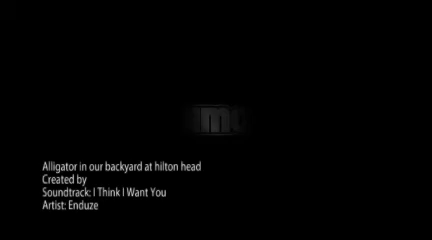 Alligator in our backyard at hilton head
Created by
Soundtrack: I Think I Want You
Artist: Enduze